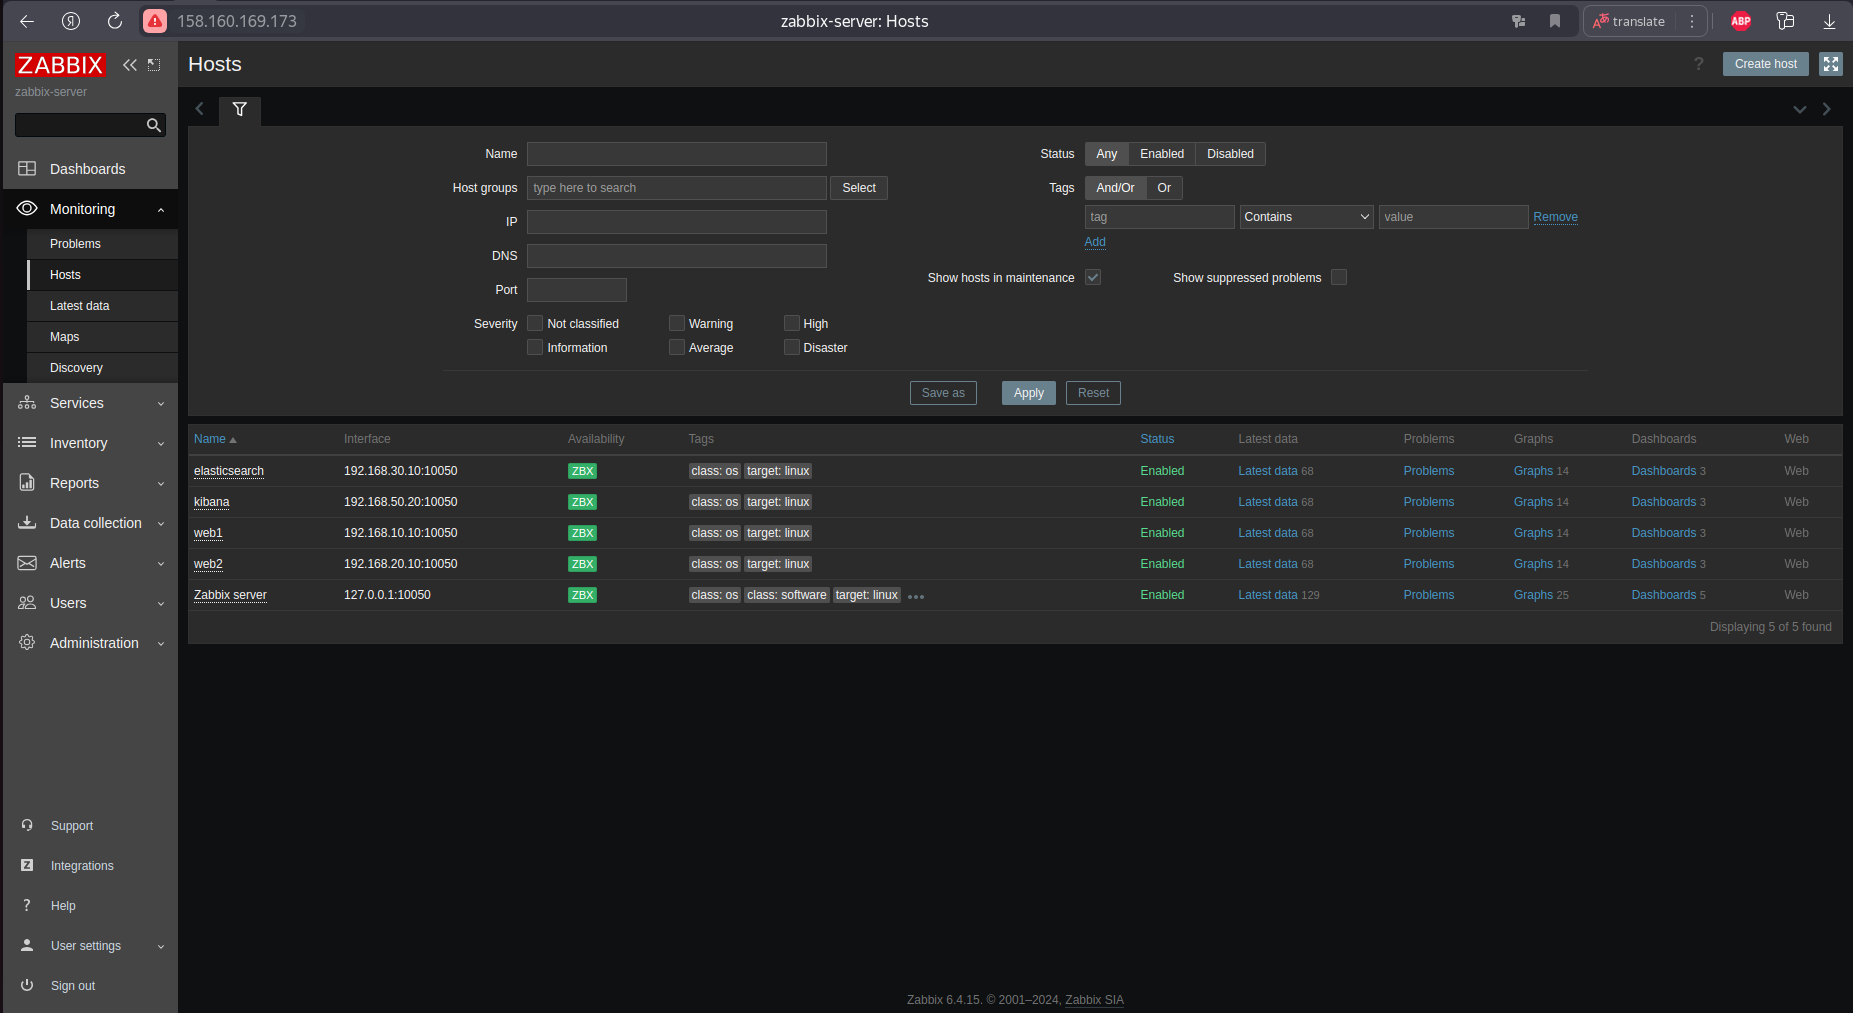 158.160.169.173 zabbix-server: Hosts translate ABP
ZABBIX
zabbix-server
Dashboards
Monitoring
Problems
Hosts
Latest data
Maps
Discovery
Services
Inventory
Reports
Data collection
Alerts
Users
Administration
Support
Integrations
Help
User settings
Sign out
Hosts ? Create host
Name
Host groups type here to search Select
IP
DNS
Port
Severity Not classified Warning High
Information Average Disaster
Status Any Enabled Disabled
Tags And/Or Or
tag Contains value Remove
Add
Show hosts in maintenance Show suppressed problems
Save as Apply Reset
Name Interface Availability Tags Status Latest data Problems Graphs Dashboards Web
elasticsearch 192.168.30.10:10050 ZBX class: os target: linux Enabled Latest data 68 Problems Graphs 14 Dashboards 3 Web
kibana 192.168.50.20:10050 ZBX class: os target: linux Enabled Latest data 68 Problems Graphs 14 Dashboards 3 Web
web1 192.168.10.10:10050 ZBX class: os target: linux Enabled Latest data 68 Problems Graphs 14 Dashboards 3 Web
web2 192.168.20.10:10050 ZBX class: os target: linux Enabled Latest data 68 Problems Graphs 14 Dashboards 3 Web
Zabbix server 127.0.0.1:10050 ZBX class: os class: software target: linux ••• Enabled Latest data 129 Problems Graphs 25 Dashboards 5 Web
Displaying 5 of 5 found
Zabbix 6.4.15. © 2001–2024, Zabbix SIA